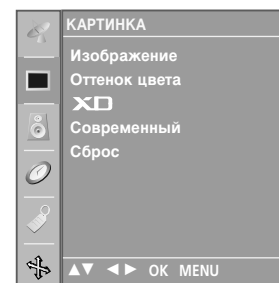 КАРТИНКА
Изображение
Оттенок цвета
XD
Современный
Сброс
▲▼ ◄► OK MENU